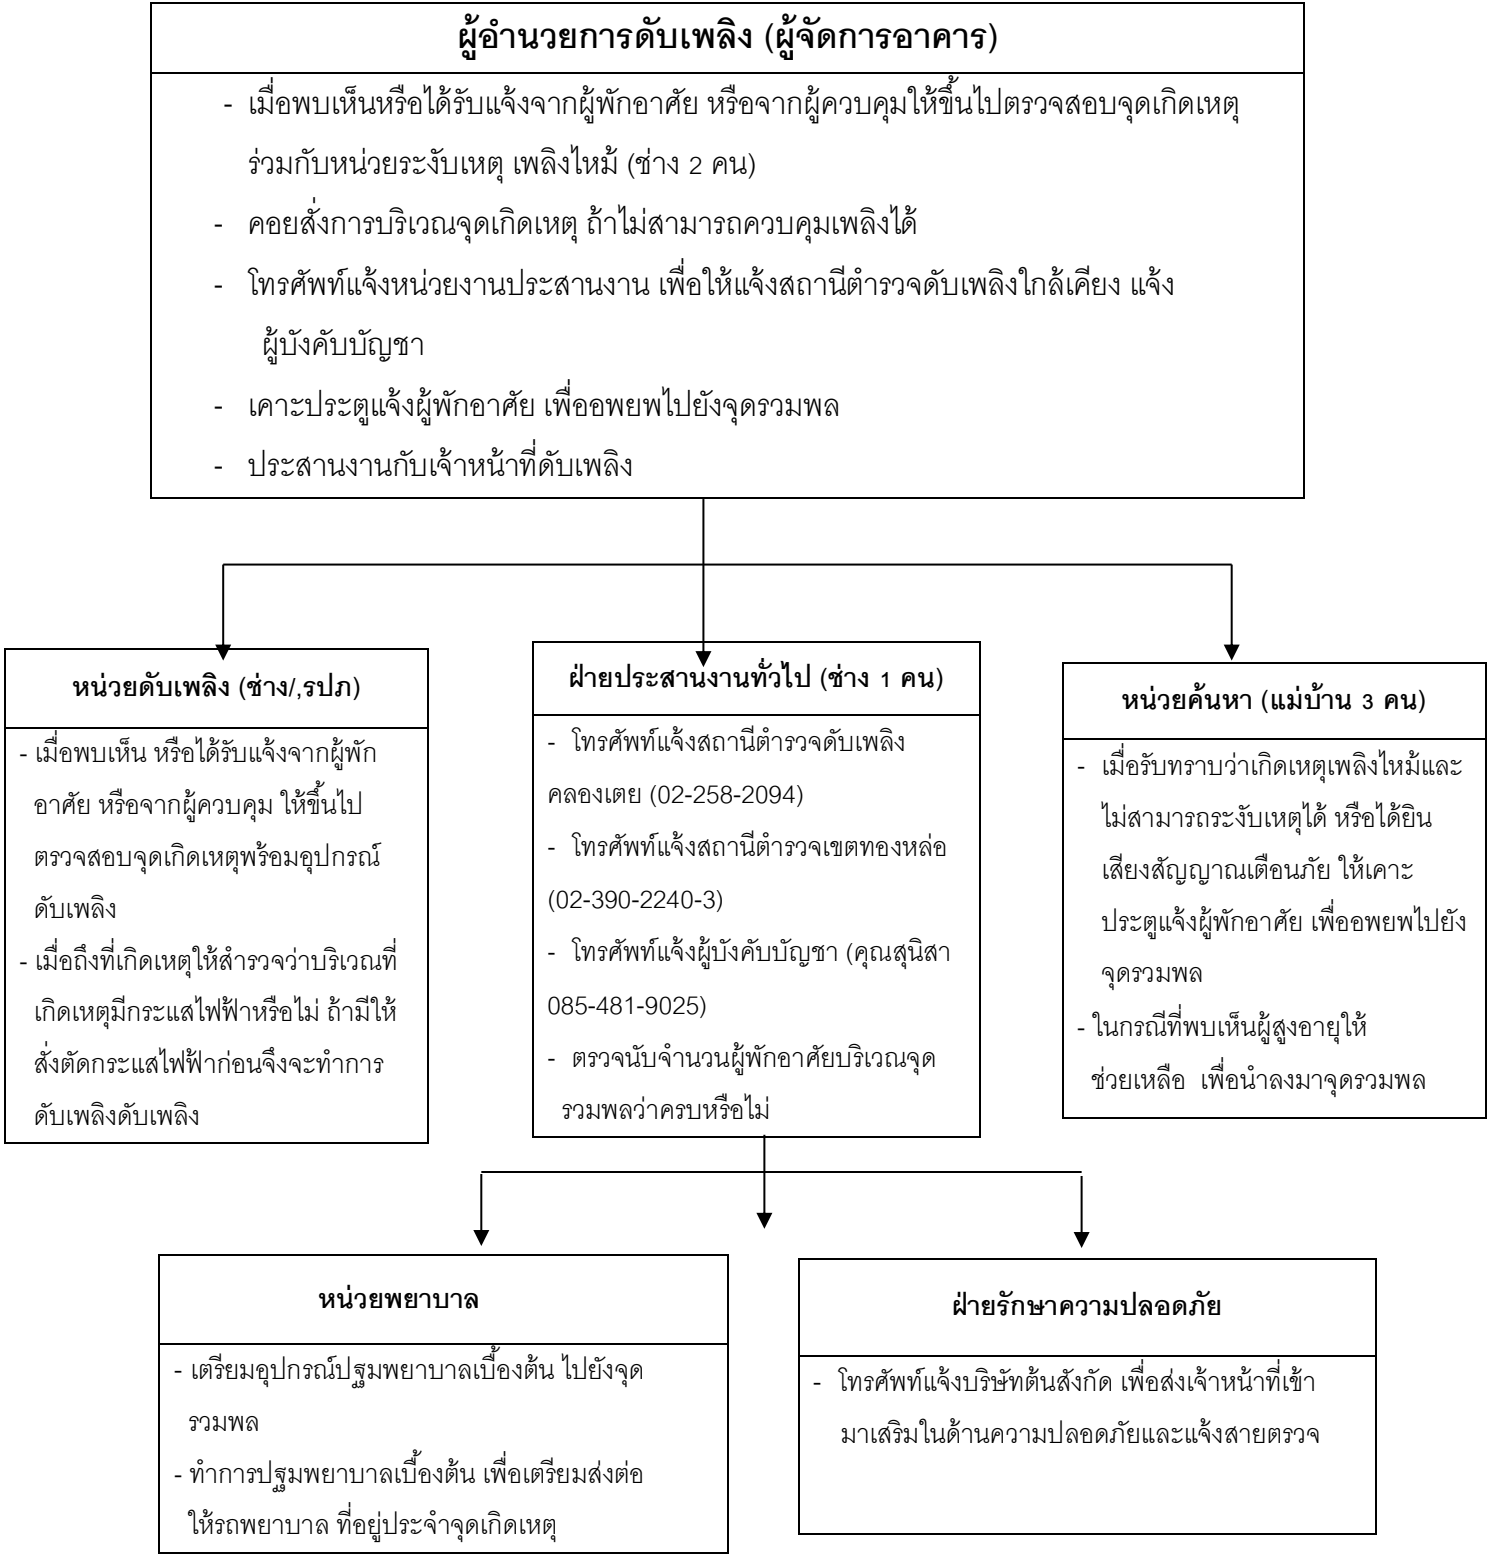 ผู้อำนวยการดับเพลิง (ผู้จัดการอาคาร)
- เมื่อพบเห็นหรือได้รับแจ้งจากผู้พักอาศัย หรือจากผู้ควบคุมให้ขึ้นไปตรวจสอบจุดเกิดเหตุ
ร่วมกับหน่วยระงับเหตุ เพลิงไหม้ (ช่าง 2 คน)
- คอยสั่งการบริเวณจุดเกิดเหตุ ถ้าไม่สามารถควบคุมเพลิงได้
- โทรศัพท์แจ้งหน่วยงานประสานงาน เพื่อให้แจ้งสถานีตำรวจดับเพลิงใกล้เคียง แจ้ง
ผู้บังคับบัญชา
- เคาะประตูแจ้งผู้พักอาศัย เพื่ออพยพไปยังจุดรวมพล
- ประสานงานกับเจ้าหน้าที่ดับเพลิง
หน่วยดับเพลิง (ช่าง/,รปภ)
- เมื่อพบเห็น หรือได้รับแจ้งจากผู้พัก
อาศัย หรือจากผู้ควบคุม ให้ขึ้นไป
ตรวจสอบจุดเกิดเหตุพร้อมอุปกรณ์
ดับเพลิง
- เมื่อถึงที่เกิดเหตุให้สำรวจว่าบริเวณที่
เกิดเหตุมีกระแสไฟฟ้าหรือไม่ ถ้ามีให้
สั่งตัดกระแสไฟฟ้าก่อนจึงจะทำการ
ดับเพลิงดับเพลิง
ฝ่ายประสานงานทั่วไป (ช่าง 1 คน)
- โทรศัพท์แจ้งสถานีตำรวจดับเพลิง
คลองเตย (02-258-2094)
- โทรศัพท์แจ้งสถานีตำรวจเขตทองหล่อ
(02-390-2240-3)
- โทรศัพท์แจ้งผู้บังคับบัญชา (คุณสุนิสา
085-481-9025)
- ตรวจนับจำนวนผู้พักอาศัยบริเวณจุด
รวมพลว่าครบหรือไม่
หน่วยค้นหา (แม่บ้าน 3 คน)
- เมื่อรับทราบว่าเกิดเหตุเพลิงไหม้และ
ไม่สามารถระงับเหตุได้ หรือได้ยิน
เสียงสัญญาณเตือนภัย ให้เคาะ
ประตูแจ้งผู้พักอาศัย เพื่ออพยพไปยัง
จุดรวมพล
- ในกรณีที่พบเห็นผู้สูงอายุให้
ช่วยเหลือ เพื่อนำลงมาจุดรวมพล
หน่วยพยาบาล
- เตรียมอุปกรณ์ปฐมพยาบาลเบื้องต้น ไปยังจุด
รวมพล
- ทำการปฐมพยาบาลเบื้องต้น เพื่อเตรียมส่งต่อ
ให้รถพยาบาล ที่อยู่ประจำจุดเกิดเหตุ
ฝ่ายรักษาความปลอดภัย
- โทรศัพท์แจ้งบริษัทต้นสังกัด เพื่อส่งเจ้าหน้าที่เข้า
มาเสริมในด้านความปลอดภัยและแจ้งสายตรวจ